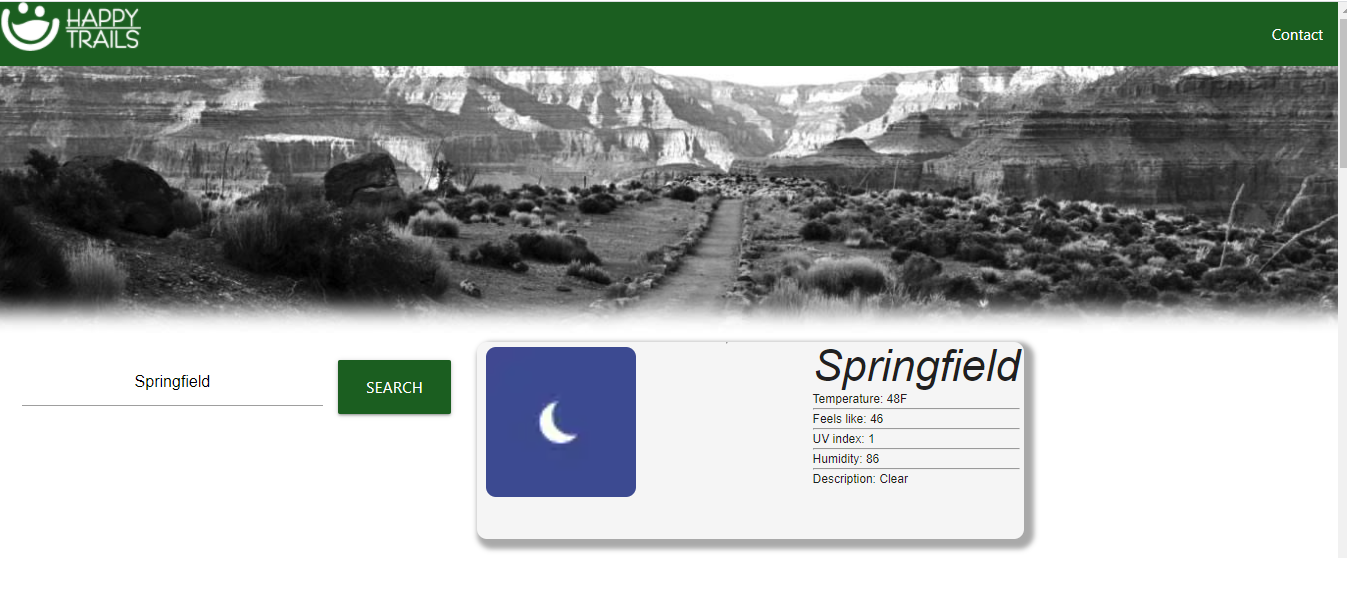 HAPPY
TRAILS
Contact
Springfield
SEARCH
Springfield
Temperature: 48F
Feels like: 46
UV index: 1
Humidity: 86
Description: Clear